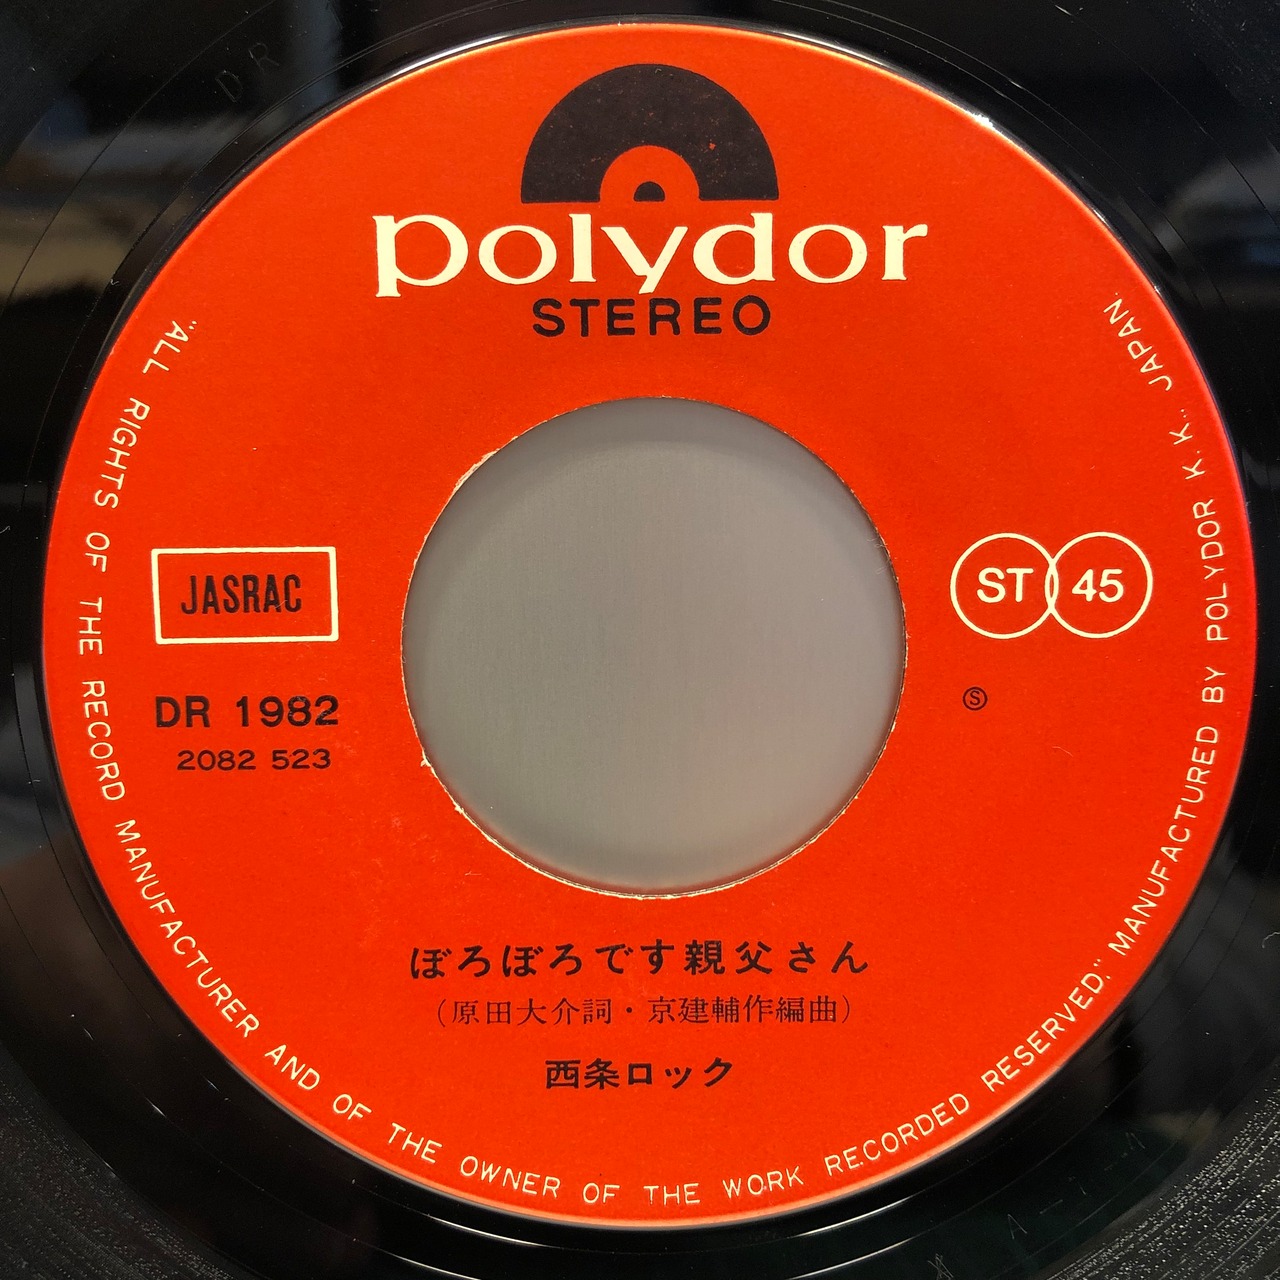 polydor
STEREO
"ALL RIGHTS OF THE RECORD MANUFACTURER AND OF THE OWNER OF THE WORK RECORDED RESERVED." MANUFACTURED BY POLYDOR K.K., JAPAN
JASRAC
ST 45
DR 1982
2082 523
Ⓢ
ぼろぼろです親父さん
(原田大介詞・京建輔作編曲)
西条ロック